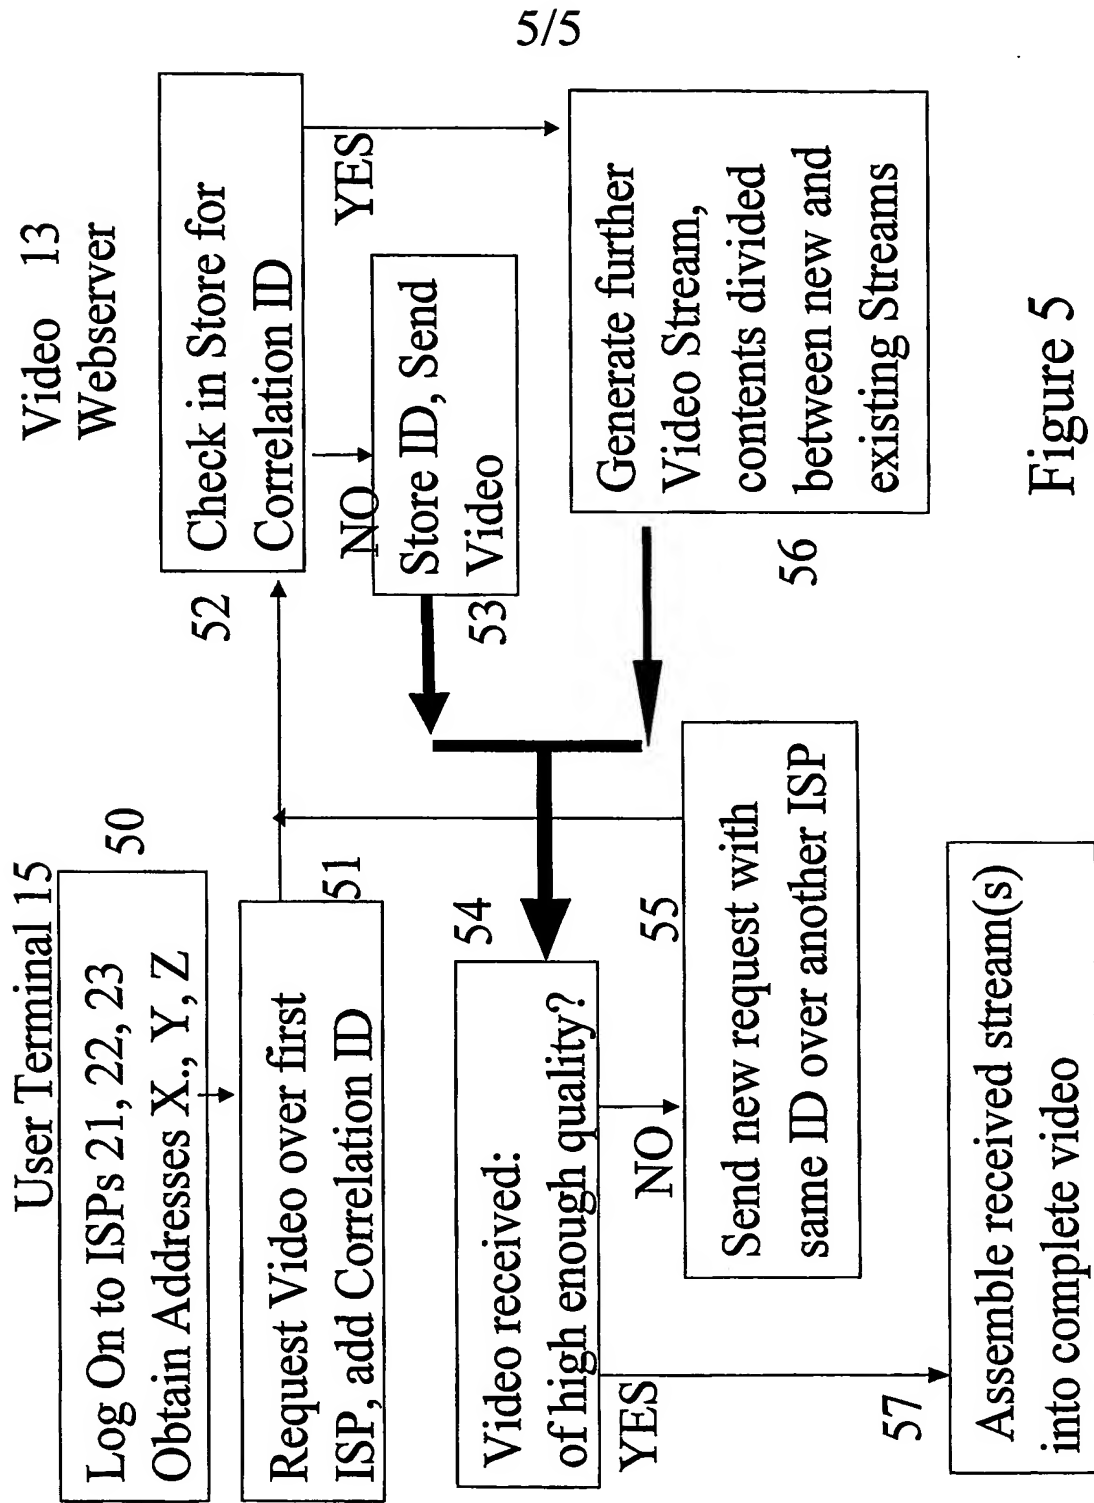 5/5
User Terminal 15
Video 13
Webserver
Log On to ISPs 21, 22, 23
Obtain Addresses X., Y, Z
50
Request Video over first
ISP, add Correlation ID
51
Check in Store for
Correlation ID
52
NO
YES
Store ID, Send
Video
53
Video received:
of high enough quality?
54
NO
YES
Send new request with
same ID over another ISP
55
Generate further
Video Stream,
contents divided
between new and
existing Streams
56
Assemble received stream(s)
into complete video
57
Figure 5